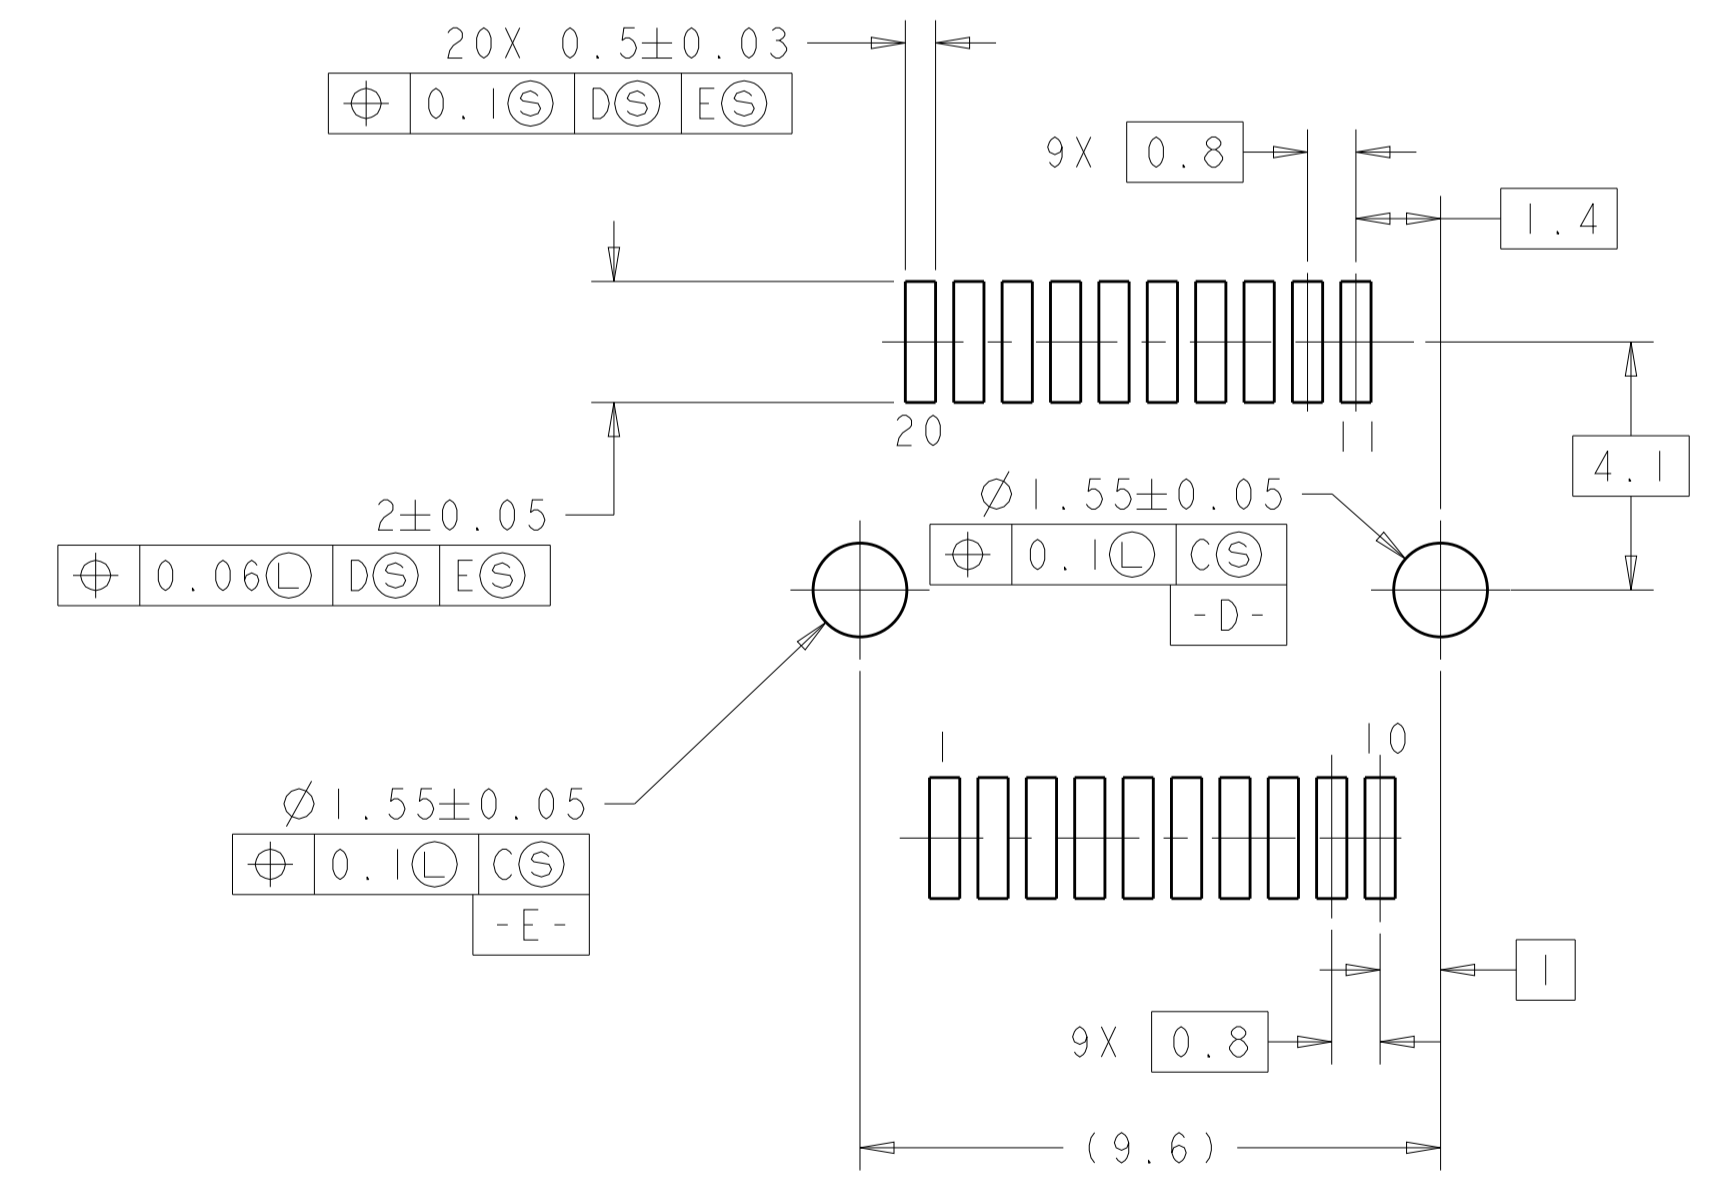 20X 0.5±0.03
⌖ 0.1Ⓢ DⓈ EⓈ
9X 0.8
1.4
20
11
4.1
Ø1.55±0.05
⌖ 0.1Ⓛ CⓈ
-D-
2±0.05
⌖ 0.06Ⓛ DⓈ EⓈ
1
10
Ø1.55±0.05
⌖ 0.1Ⓛ CⓈ
-E-
1
9X 0.8
(9.6)